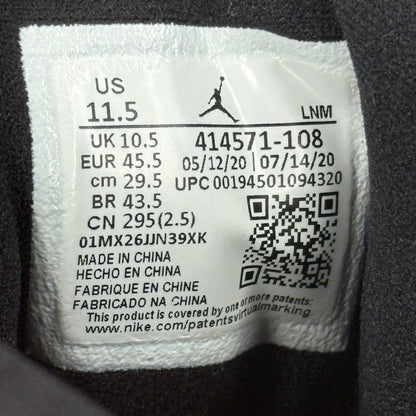 US
11.5
LNM
UK 10.5
EUR 45.5
cm 29.5
BR 43.5
CN 295(2.5)
414571-108
05/12/20 | 07/14/20
UPC 00194501094320
01MX26JJN39XK
MADE IN CHINA
HECHO EN CHINA
FABRIQUE EN CHINE
FABRICADO NA CHINA
This product is covered by one or more patents:
www.nike.com/patentsvirtualmarking